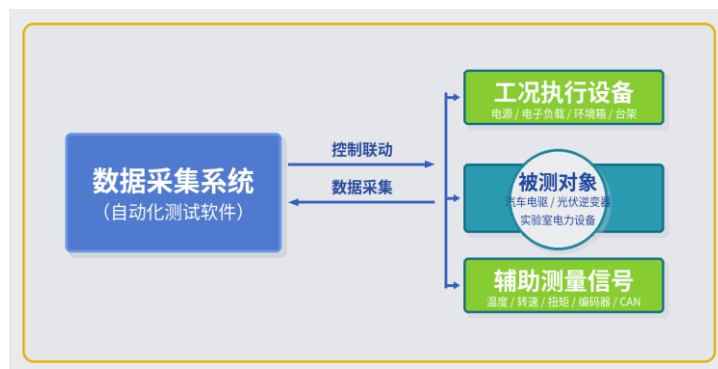 工况执行设备
电源 / 电子负载 / 环境箱 / 台架
控制联动
数据采集系统
（自动化测试软件）
数据采集
被测对象
汽车电驱 / 光伏逆变器
实验室电力设备
辅助测量信号
温度 / 转速 / 扭矩 / 编码器 / CAN